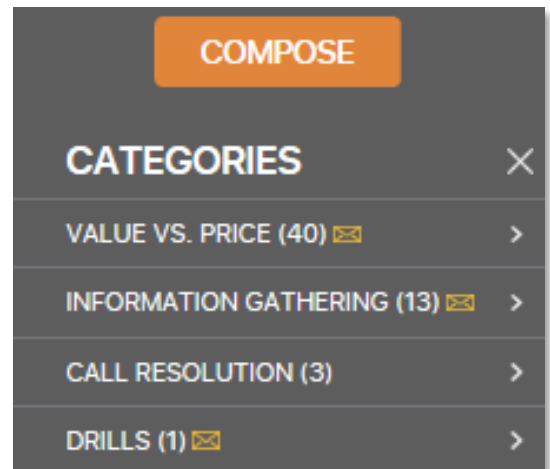 COMPOSE
CATEGORIES
VALUE VS. PRICE (40)
INFORMATION GATHERING (13)
CALL RESOLUTION (3)
DRILLS (1)